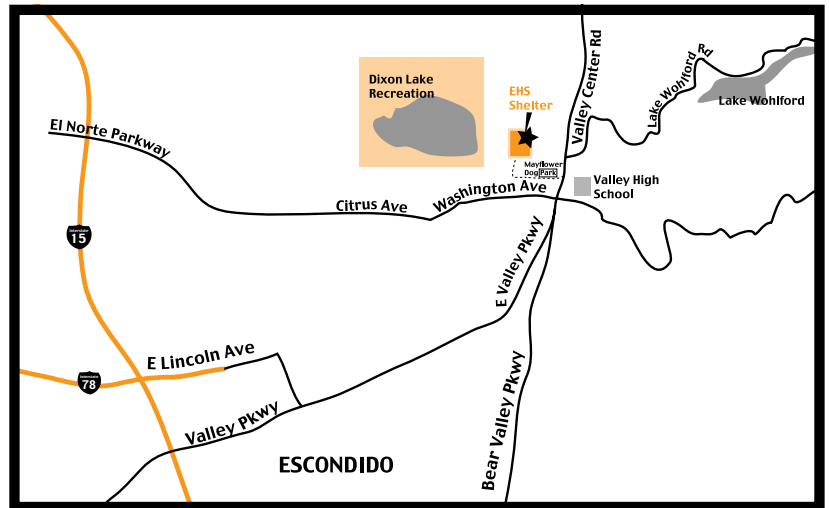 Dixon Lake
Recreation
EHS
Shelter
Valley Center Rd
Lake Wohlford Rd
Lake Wohlford
El Norte Parkway
Mayflower
Dog Park
Valley High
School
Citrus Ave
Washington Ave
Interstate
15
E Valley Pkwy
E Lincoln Ave
Interstate
78
Valley Pkwy
Bear Valley Pkwy
ESCONDIDO